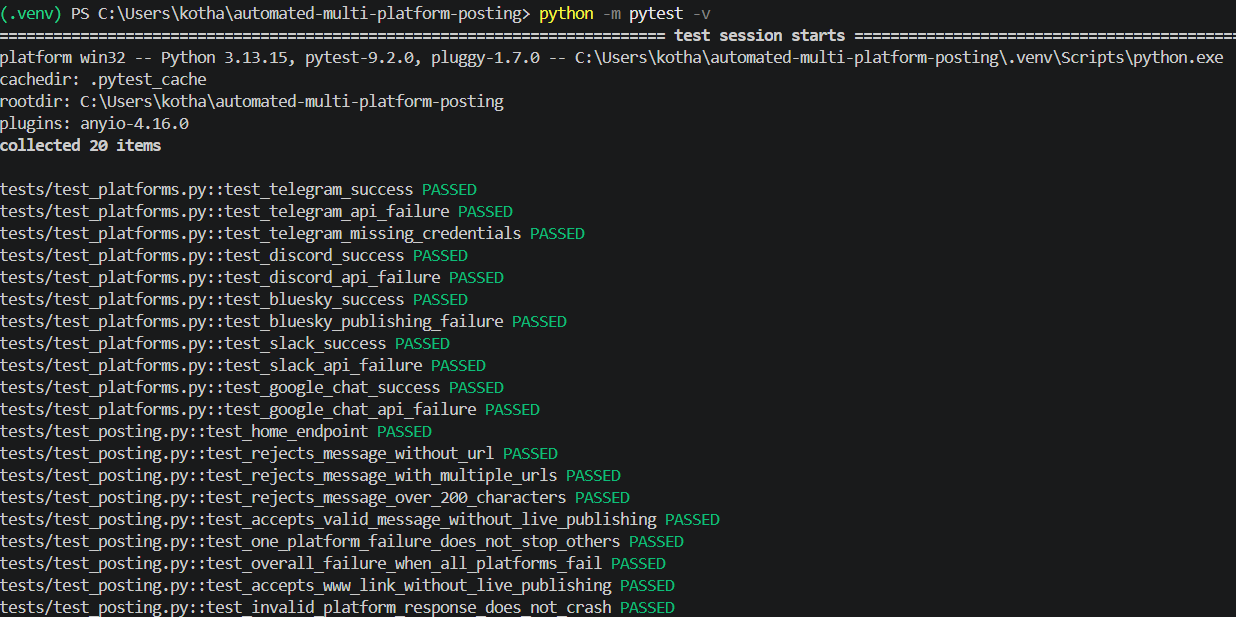 (.venv) PS C:\Users\kotha\automated-multi-platform-posting> python -m pytest -v
========================================================================== test session starts ==========================================
platform win32 -- Python 3.13.15, pytest-9.2.0, pluggy-1.7.0 -- C:\Users\kotha\automated-multi-platform-posting\.venv\Scripts\python.exe
cachedir: .pytest_cache
rootdir: C:\Users\kotha\automated-multi-platform-posting
plugins: anyio-4.16.0
collected 20 items
tests/test_platforms.py::test_telegram_success PASSED
tests/test_platforms.py::test_telegram_api_failure PASSED
tests/test_platforms.py::test_telegram_missing_credentials PASSED
tests/test_platforms.py::test_discord_success PASSED
tests/test_platforms.py::test_discord_api_failure PASSED
tests/test_platforms.py::test_bluesky_success PASSED
tests/test_platforms.py::test_bluesky_publishing_failure PASSED
tests/test_platforms.py::test_slack_success PASSED
tests/test_platforms.py::test_slack_api_failure PASSED
tests/test_platforms.py::test_google_chat_success PASSED
tests/test_platforms.py::test_google_chat_api_failure PASSED
tests/test_posting.py::test_home_endpoint PASSED
tests/test_posting.py::test_rejects_message_without_url PASSED
tests/test_posting.py::test_rejects_message_with_multiple_urls PASSED
tests/test_posting.py::test_rejects_message_over_200_characters PASSED
tests/test_posting.py::test_accepts_valid_message_without_live_publishing PASSED
tests/test_posting.py::test_one_platform_failure_does_not_stop_others PASSED
tests/test_posting.py::test_overall_failure_when_all_platforms_fail PASSED
tests/test_posting.py::test_accepts_www_link_without_live_publishing PASSED
tests/test_posting.py::test_invalid_platform_response_does_not_crash PASSED